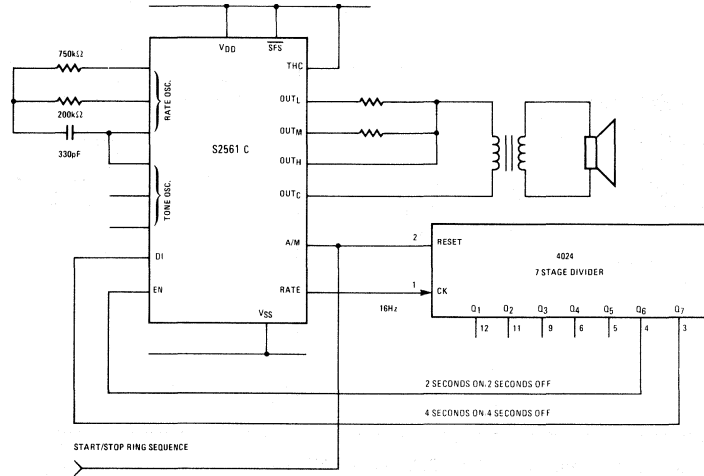 VDD
SFS
THC
750kΩ
200kΩ
330pF
RATE OSC.
TONE OSC.
S2561 C
OUTL
OUTM
OUTH
OUTC
A/M
DI
EN
RATE
VSS
2
RESET
1
CK
16Hz
4024
7 STAGE DIVIDER
Q1 Q2 Q3 Q4 Q5 Q6 Q7
12 11 9 6 5 4 3
2 SECONDS ON·2 SECONDS OFF
4 SECONDS ON·4 SECONDS OFF
START/STOP RING SEQUENCE